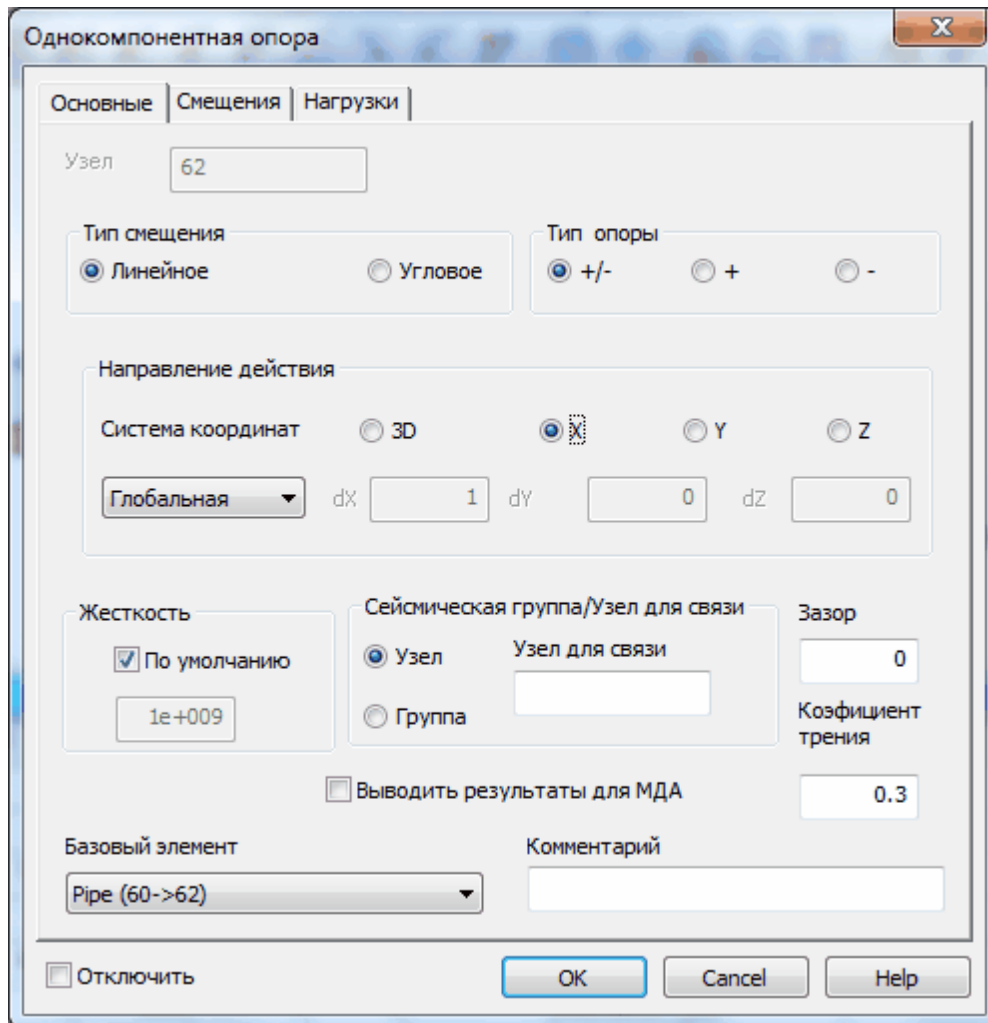 Однокомпонентная опора
Основные Смещения Нагрузки
Узел 62
Тип смещения Тип опоры
Линейное Угловое +/- + -
Направление действия
Система координат 3D X Y Z
Глобальная dX 1 dY 0 dZ 0
Жесткость Сейсмическая группа/Узел для связи Зазор
По умолчанию Узел Узел для связи 0
1e+009 Группа Коэфициент
трения
Выводить результаты для МДА 0.3
Базовый элемент Комментарий
Pipe (60->62)
Отключить OK Cancel Help